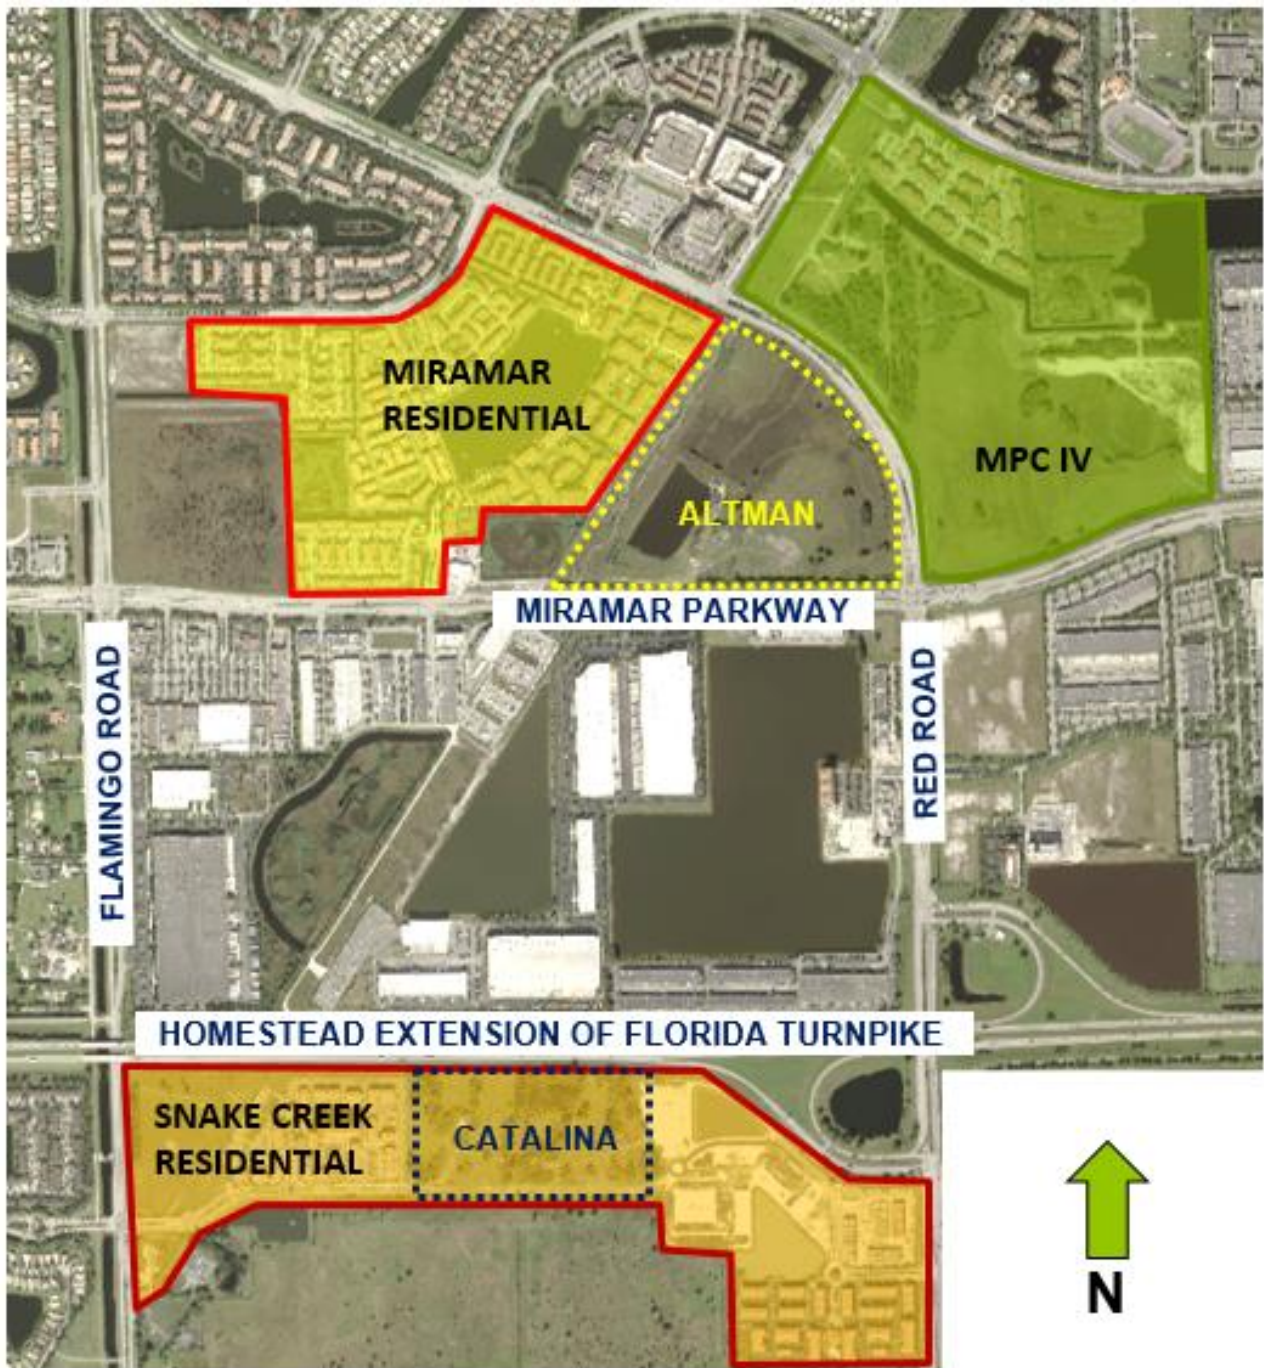 MIRAMAR
RESIDENTIAL
MPC IV
ALTMAN
MIRAMAR PARKWAY
FLAMINGO ROAD
RED ROAD
HOMESTEAD EXTENSION OF FLORIDA TURNPIKE
SNAKE CREEK
RESIDENTIAL
CATALINA
N